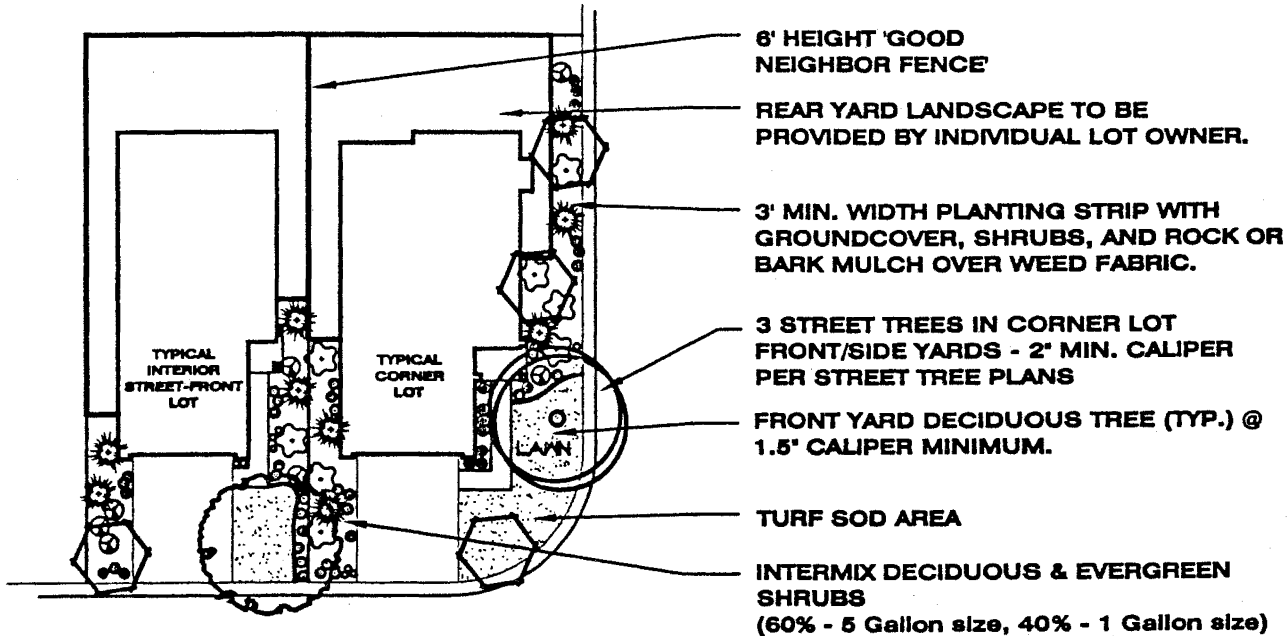 6' HEIGHT 'GOOD
NEIGHBOR FENCE'
REAR YARD LANDSCAPE TO BE
PROVIDED BY INDIVIDUAL LOT OWNER.
3' MIN. WIDTH PLANTING STRIP WITH
GROUNDCOVER, SHRUBS, AND ROCK OR
BARK MULCH OVER WEED FABRIC.
3 STREET TREES IN CORNER LOT
FRONT/SIDE YARDS - 2" MIN. CALIPER
PER STREET TREE PLANS
FRONT YARD DECIDUOUS TREE (TYP.) @
1.5" CALIPER MINIMUM.
TURF SOD AREA
INTERMIX DECIDUOUS & EVERGREEN
SHRUBS
(60% - 5 Gallon size, 40% - 1 Gallon size)
TYPICAL
INTERIOR
STREET-FRONT
LOT
TYPICAL
CORNER
LOT
LAWN